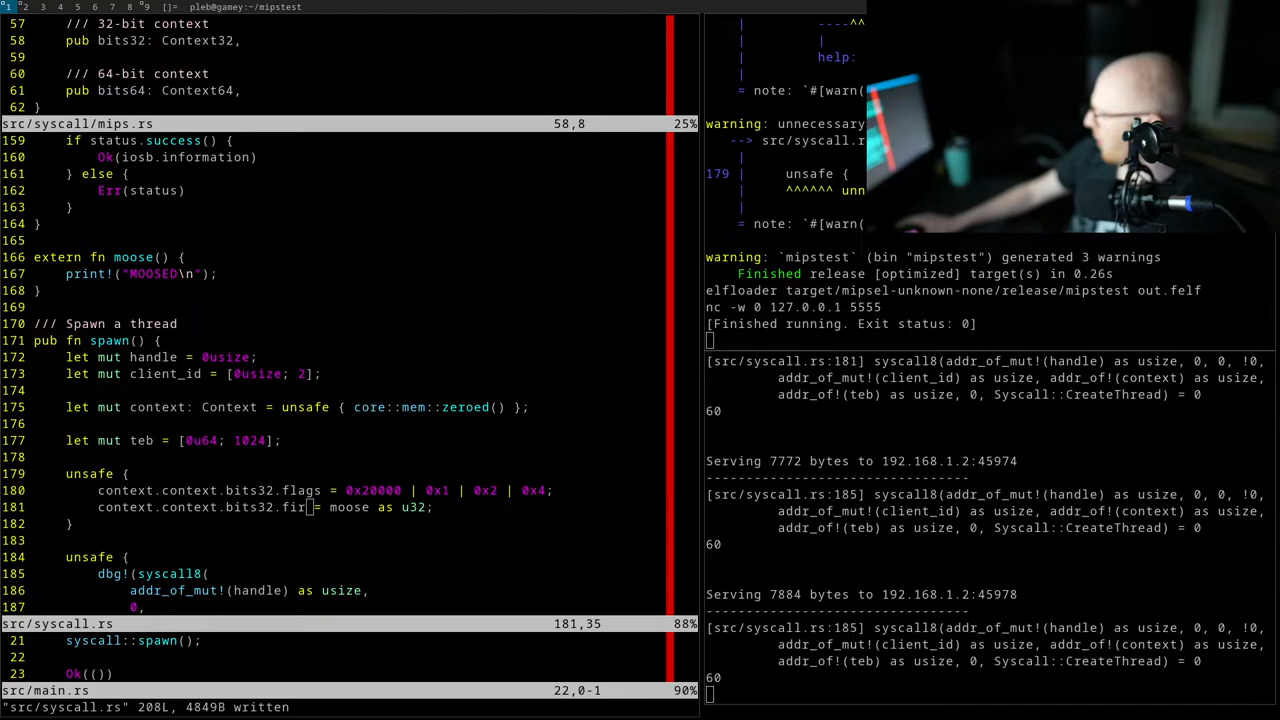 1 2 3 4 5 6 7 8 9 []= pleb@gamey:~/mipstest
57     /// 32-bit context
58     pub bits32: Context32,
59
60     /// 64-bit context
61     pub bits64: Context64,
62 }
src/syscall/mips.rs 58,8 25%
159     if status.success() {
160         Ok(iosb.information)
161     } else {
162         Err(status)
163     }
164 }
165
166 extern fn moose() {
167     print!("MOOSED\n");
168 }
169
170 /// Spawn a thread
171 pub fn spawn() {
172     let mut handle = 0usize;
173     let mut client_id = [0usize; 2];
174
175     let mut context: Context = unsafe { core::mem::zeroed() };
176
177     let mut teb = [0u64; 1024];
178
179     unsafe {
180         context.context.bits32.flags = 0x20000 | 0x1 | 0x2 | 0x4;
181         context.context.bits32.fir = moose as u32;
182     }
183
184     unsafe {
185         dbg!(syscall8(
186             addr_of_mut!(handle) as usize,
187             0,
src/syscall.rs 181,35 88%
21     syscall::spawn();
22
23     Ok(())
src/main.rs 22,0-1 90%
"src/syscall.rs" 208L, 4849B written
|         ----^^
|         |
|         help:
|
= note: `#[warn(
warning: unnecessary
--> src/syscall.r
|
179 |     unsafe {
|     ^^^^^^ unn
|
= note: `#[warn(
warning: `mipstest` (bin "mipstest") generated 3 warnings
Finished release [optimized] target(s) in 0.26s
elfloader target/mipsel-unknown-none/release/mipstest out.felf
nc -w 0 127.0.0.1 5555
[Finished running. Exit status: 0]
[src/syscall.rs:181] syscall8(addr_of_mut!(handle) as usize, 0, 0, !0,
addr_of_mut!(client_id) as usize, addr_of!(context) as usize,
addr_of!(teb) as usize, 0, Syscall::CreateThread) = 0
60
Serving 7772 bytes to 192.168.1.2:45974
---------------------------------
[src/syscall.rs:185] syscall8(addr_of_mut!(handle) as usize, 0, 0, !0,
addr_of_mut!(client_id) as usize, addr_of!(context) as usize,
addr_of!(teb) as usize, 0, Syscall::CreateThread) = 0
60
Serving 7884 bytes to 192.168.1.2:45978
---------------------------------
[src/syscall.rs:185] syscall8(addr_of_mut!(handle) as usize, 0, 0, !0,
addr_of_mut!(client_id) as usize, addr_of!(context) as usize,
addr_of!(teb) as usize, 0, Syscall::CreateThread) = 0
60